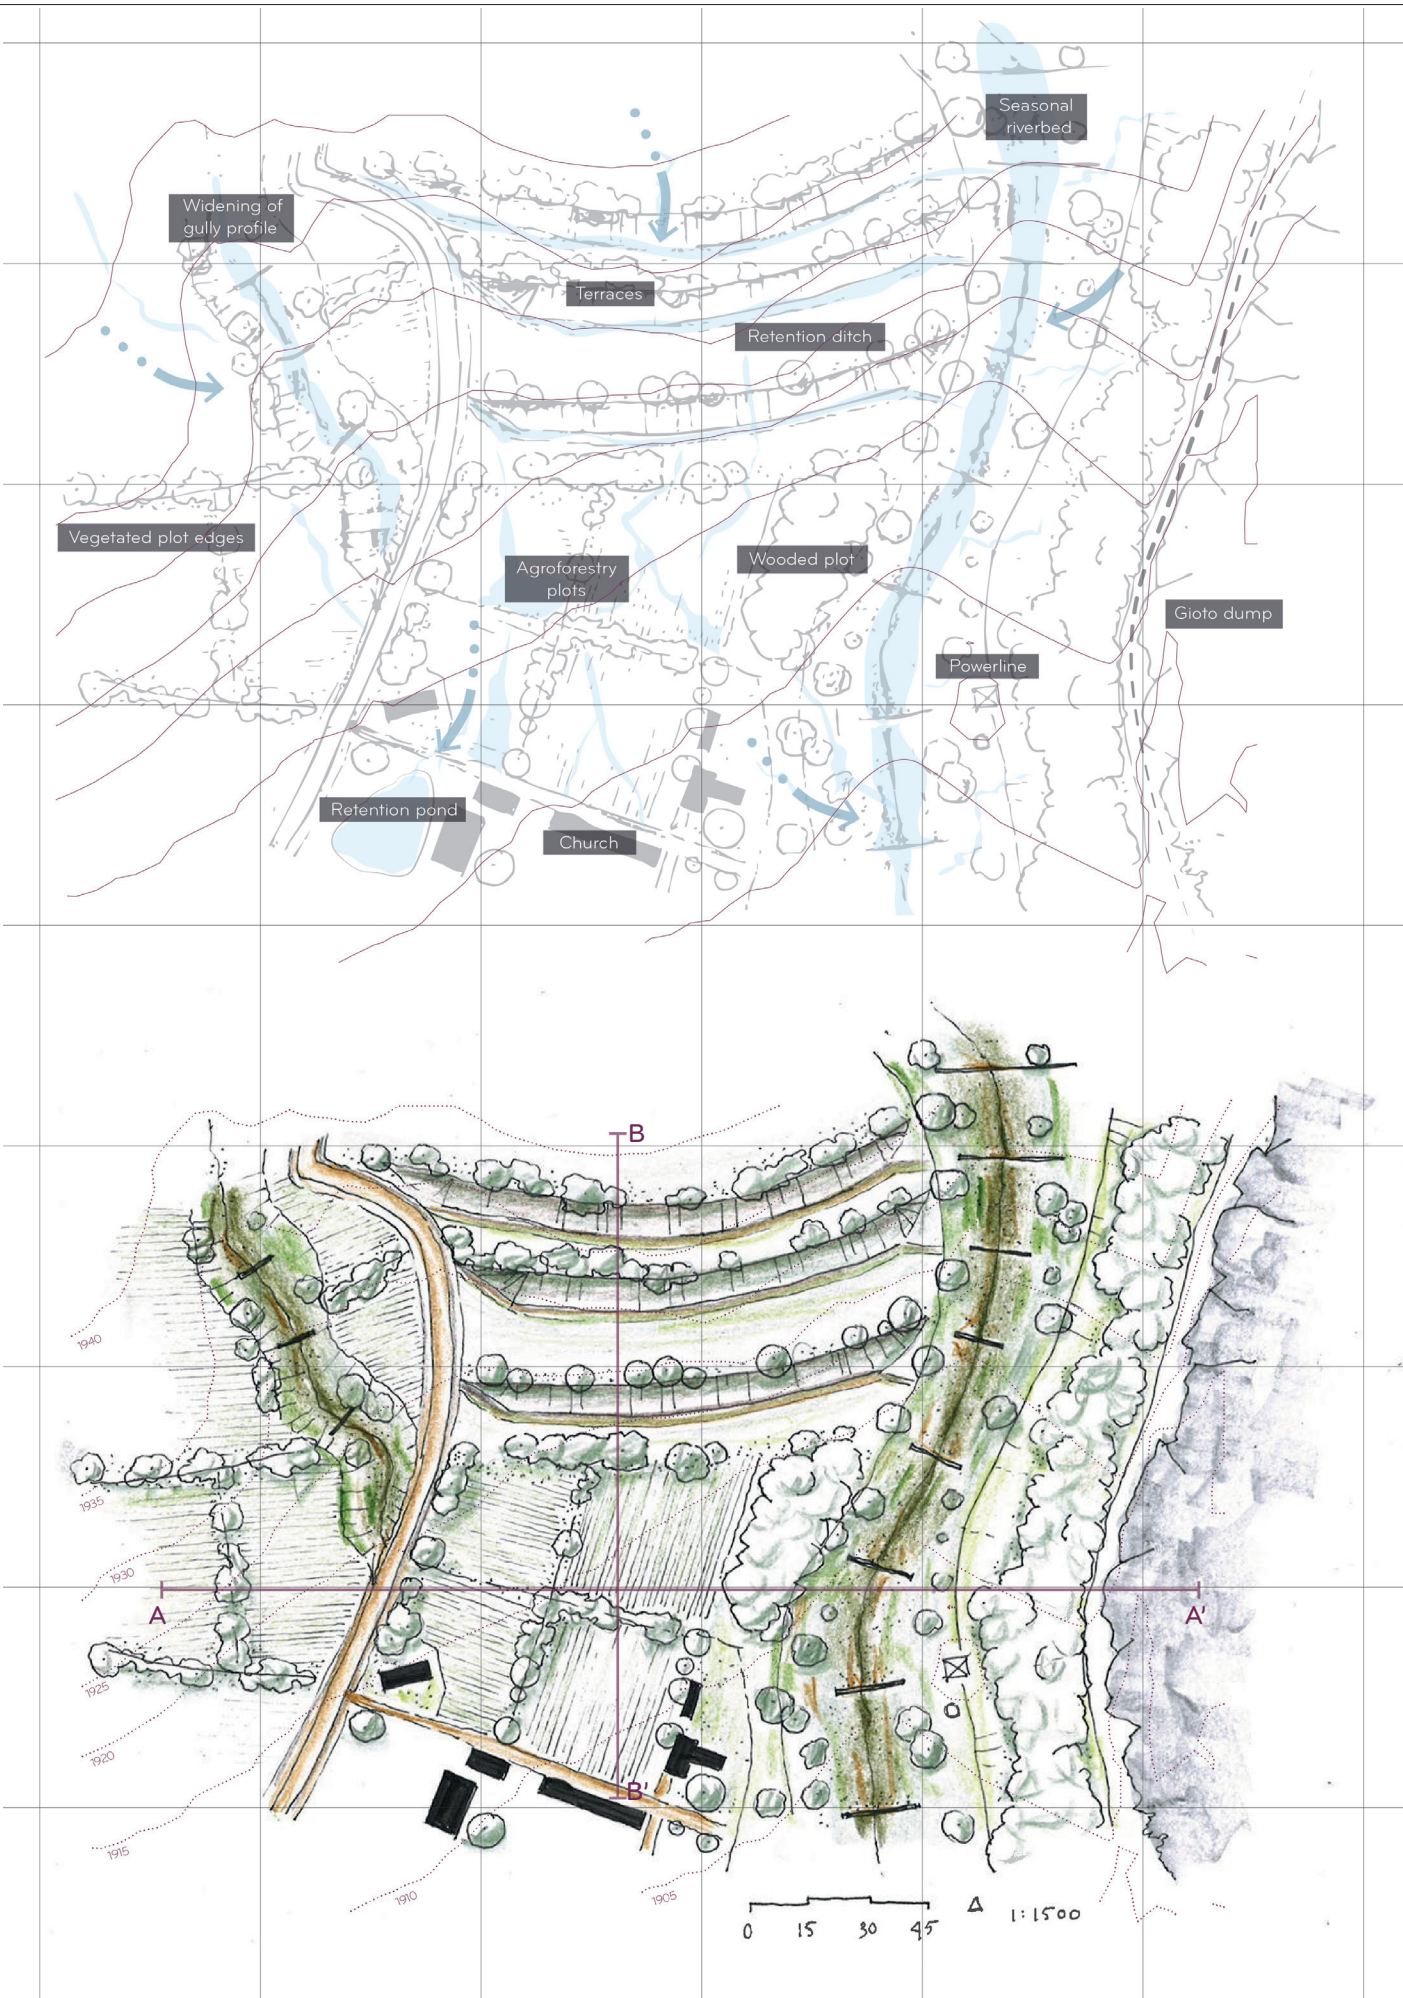 Seasonal
riverbed
Widening of
gully profile
Terraces
Retention ditch
Vegetated plot edges
Agroforestry
plots
Wooded plot
Gioto dump
Powerline
Retention pond
Church
B
1940
1935
1930
A
A'
1925
1920
B'
1915
1910
1905
0 15 30 45
1:1500